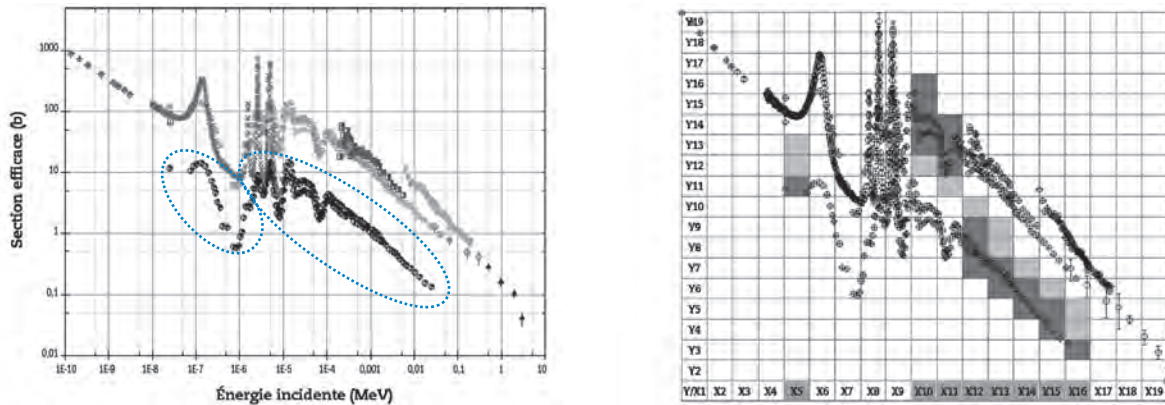 1000
100
10
1
0,1
0,01
Section efficace (b)
1E-10 1E-9 1E-8 1E-7 1E-6 1E-5 1E-4 0,001 0,01 0,1 1 10
Énergie incidente (MeV)
Y19
Y18
Y17
Y16
Y15
Y14
Y13
Y12
Y11
Y10
Y9
Y8
Y7
Y6
Y5
Y4
Y3
Y2
Y/X1 X2 X3 X4 X5 X6 X7 X8 X9 X10 X11 X12 X13 X14 X15 X16 X17 X18 X19